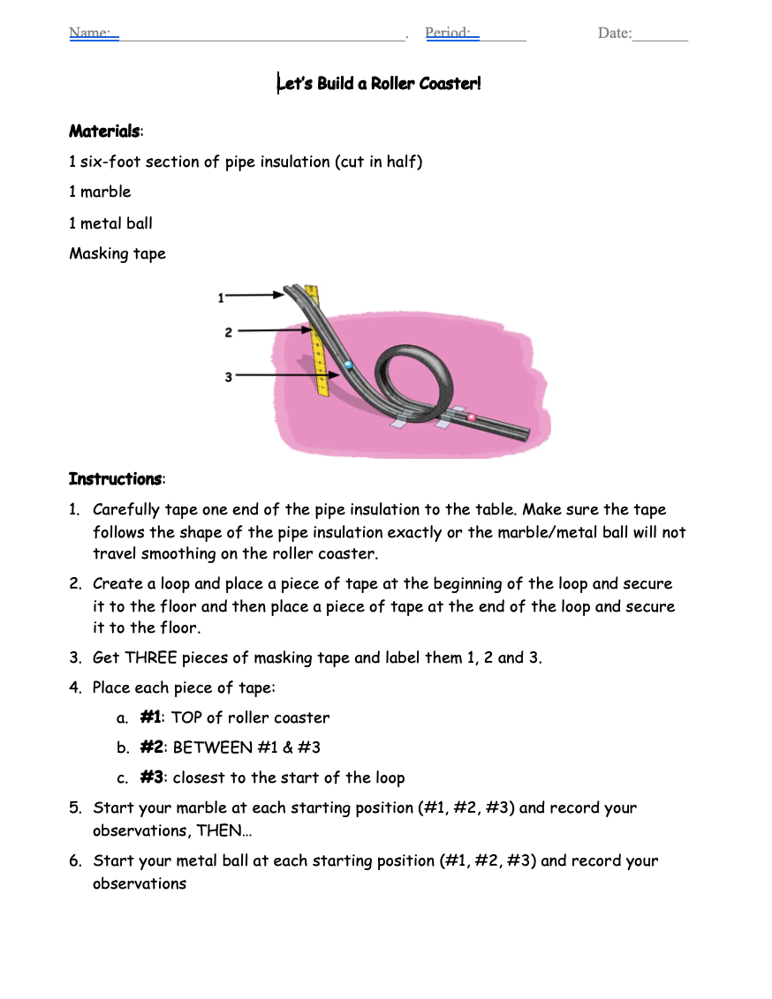 Name:___________________________________. Period:_______ Date:_______
Let's Build a Roller Coaster!
Materials:
1 six-foot section of pipe insulation (cut in half)
1 marble
1 metal ball
Masking tape
1
2
3
Instructions:
1. Carefully tape one end of the pipe insulation to the table. Make sure the tape
follows the shape of the pipe insulation exactly or the marble/metal ball will not
travel smoothing on the roller coaster.
2. Create a loop and place a piece of tape at the beginning of the loop and secure
it to the floor and then place a piece of tape at the end of the loop and secure
it to the floor.
3. Get THREE pieces of masking tape and label them 1, 2 and 3.
4. Place each piece of tape:
a. #1: TOP of roller coaster
b. #2: BETWEEN #1 & #3
c. #3: closest to the start of the loop
5. Start your marble at each starting position (#1, #2, #3) and record your
observations, THEN…
6. Start your metal ball at each starting position (#1, #2, #3) and record your
observations